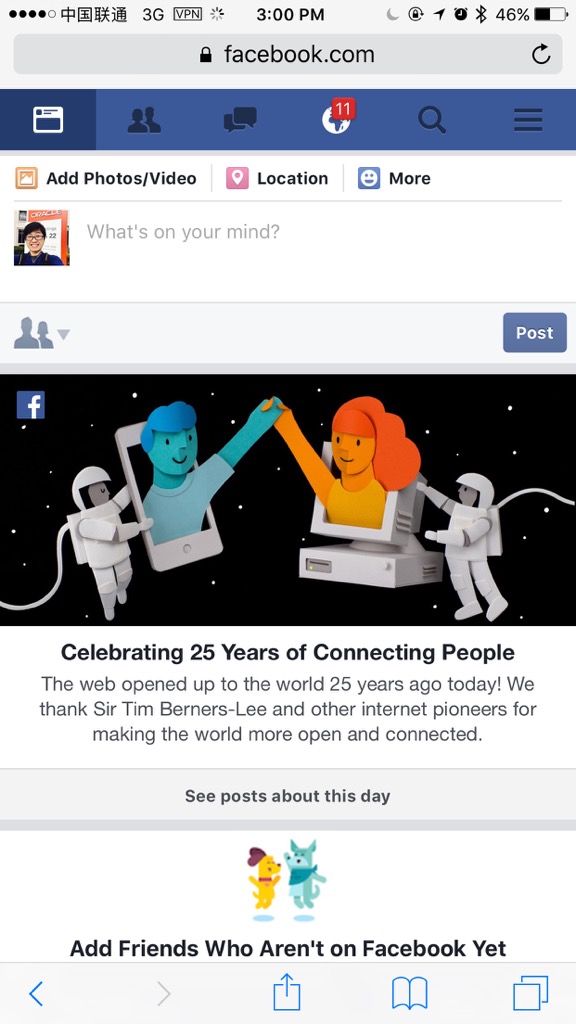 中国联通 3G VPN 3:00 PM 46%
facebook.com
11
Add Photos/Video Location More
ORACLE
22
What's on your mind?
Post
f
Celebrating 25 Years of Connecting People
The web opened up to the world 25 years ago today! We
thank Sir Tim Berners-Lee and other internet pioneers for
making the world more open and connected.
See posts about this day
Add Friends Who Aren't on Facebook Yet